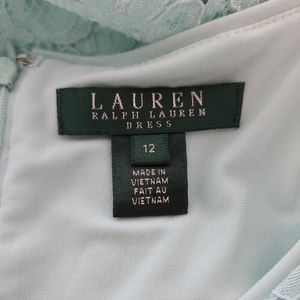 LAUREN
RALPH LAUREN
DRESS
12
MADE IN
VIETNAM
FAIT AU
VIETNAM